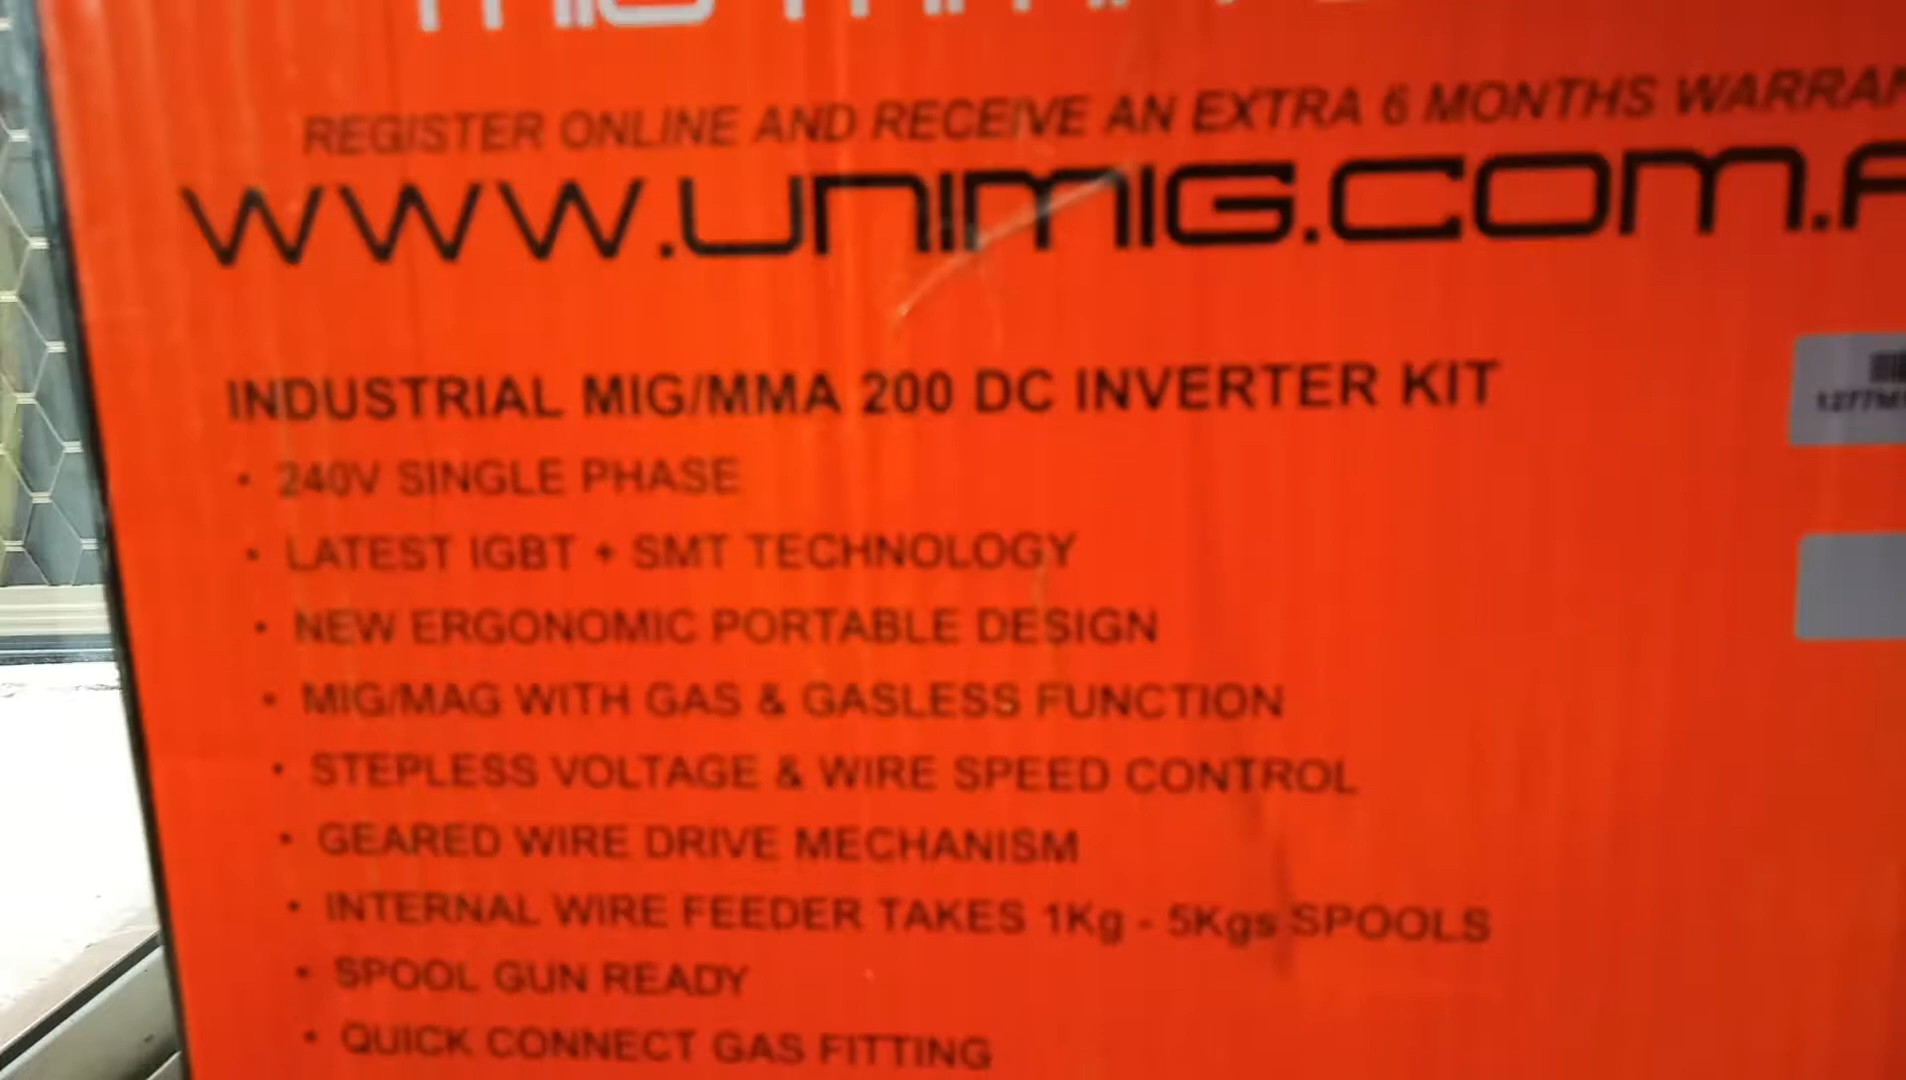 REGISTER ONLINE AND RECEIVE AN EXTRA 6 MONTHS
WWW.UNIMIG.COM.A
INDUSTRIAL MIG/MMA 200 DC INVERTER KIT
• 240V SINGLE PHASE
• LATEST IGBT + SMT TECHNOLOGY
• NEW ERGONOMIC PORTABLE DESIGN
• MIG/MAG WITH GAS & GASLESS FUNCTION
• STEPLESS VOLTAGE & WIRE SPEED CONTROL
• GEARED WIRE DRIVE MECHANISM
• INTERNAL WIRE FEEDER TAKES 1Kg - 5Kgs SPOOLS
• SPOOL GUN READY
• QUICK CONNECT GAS FITTING